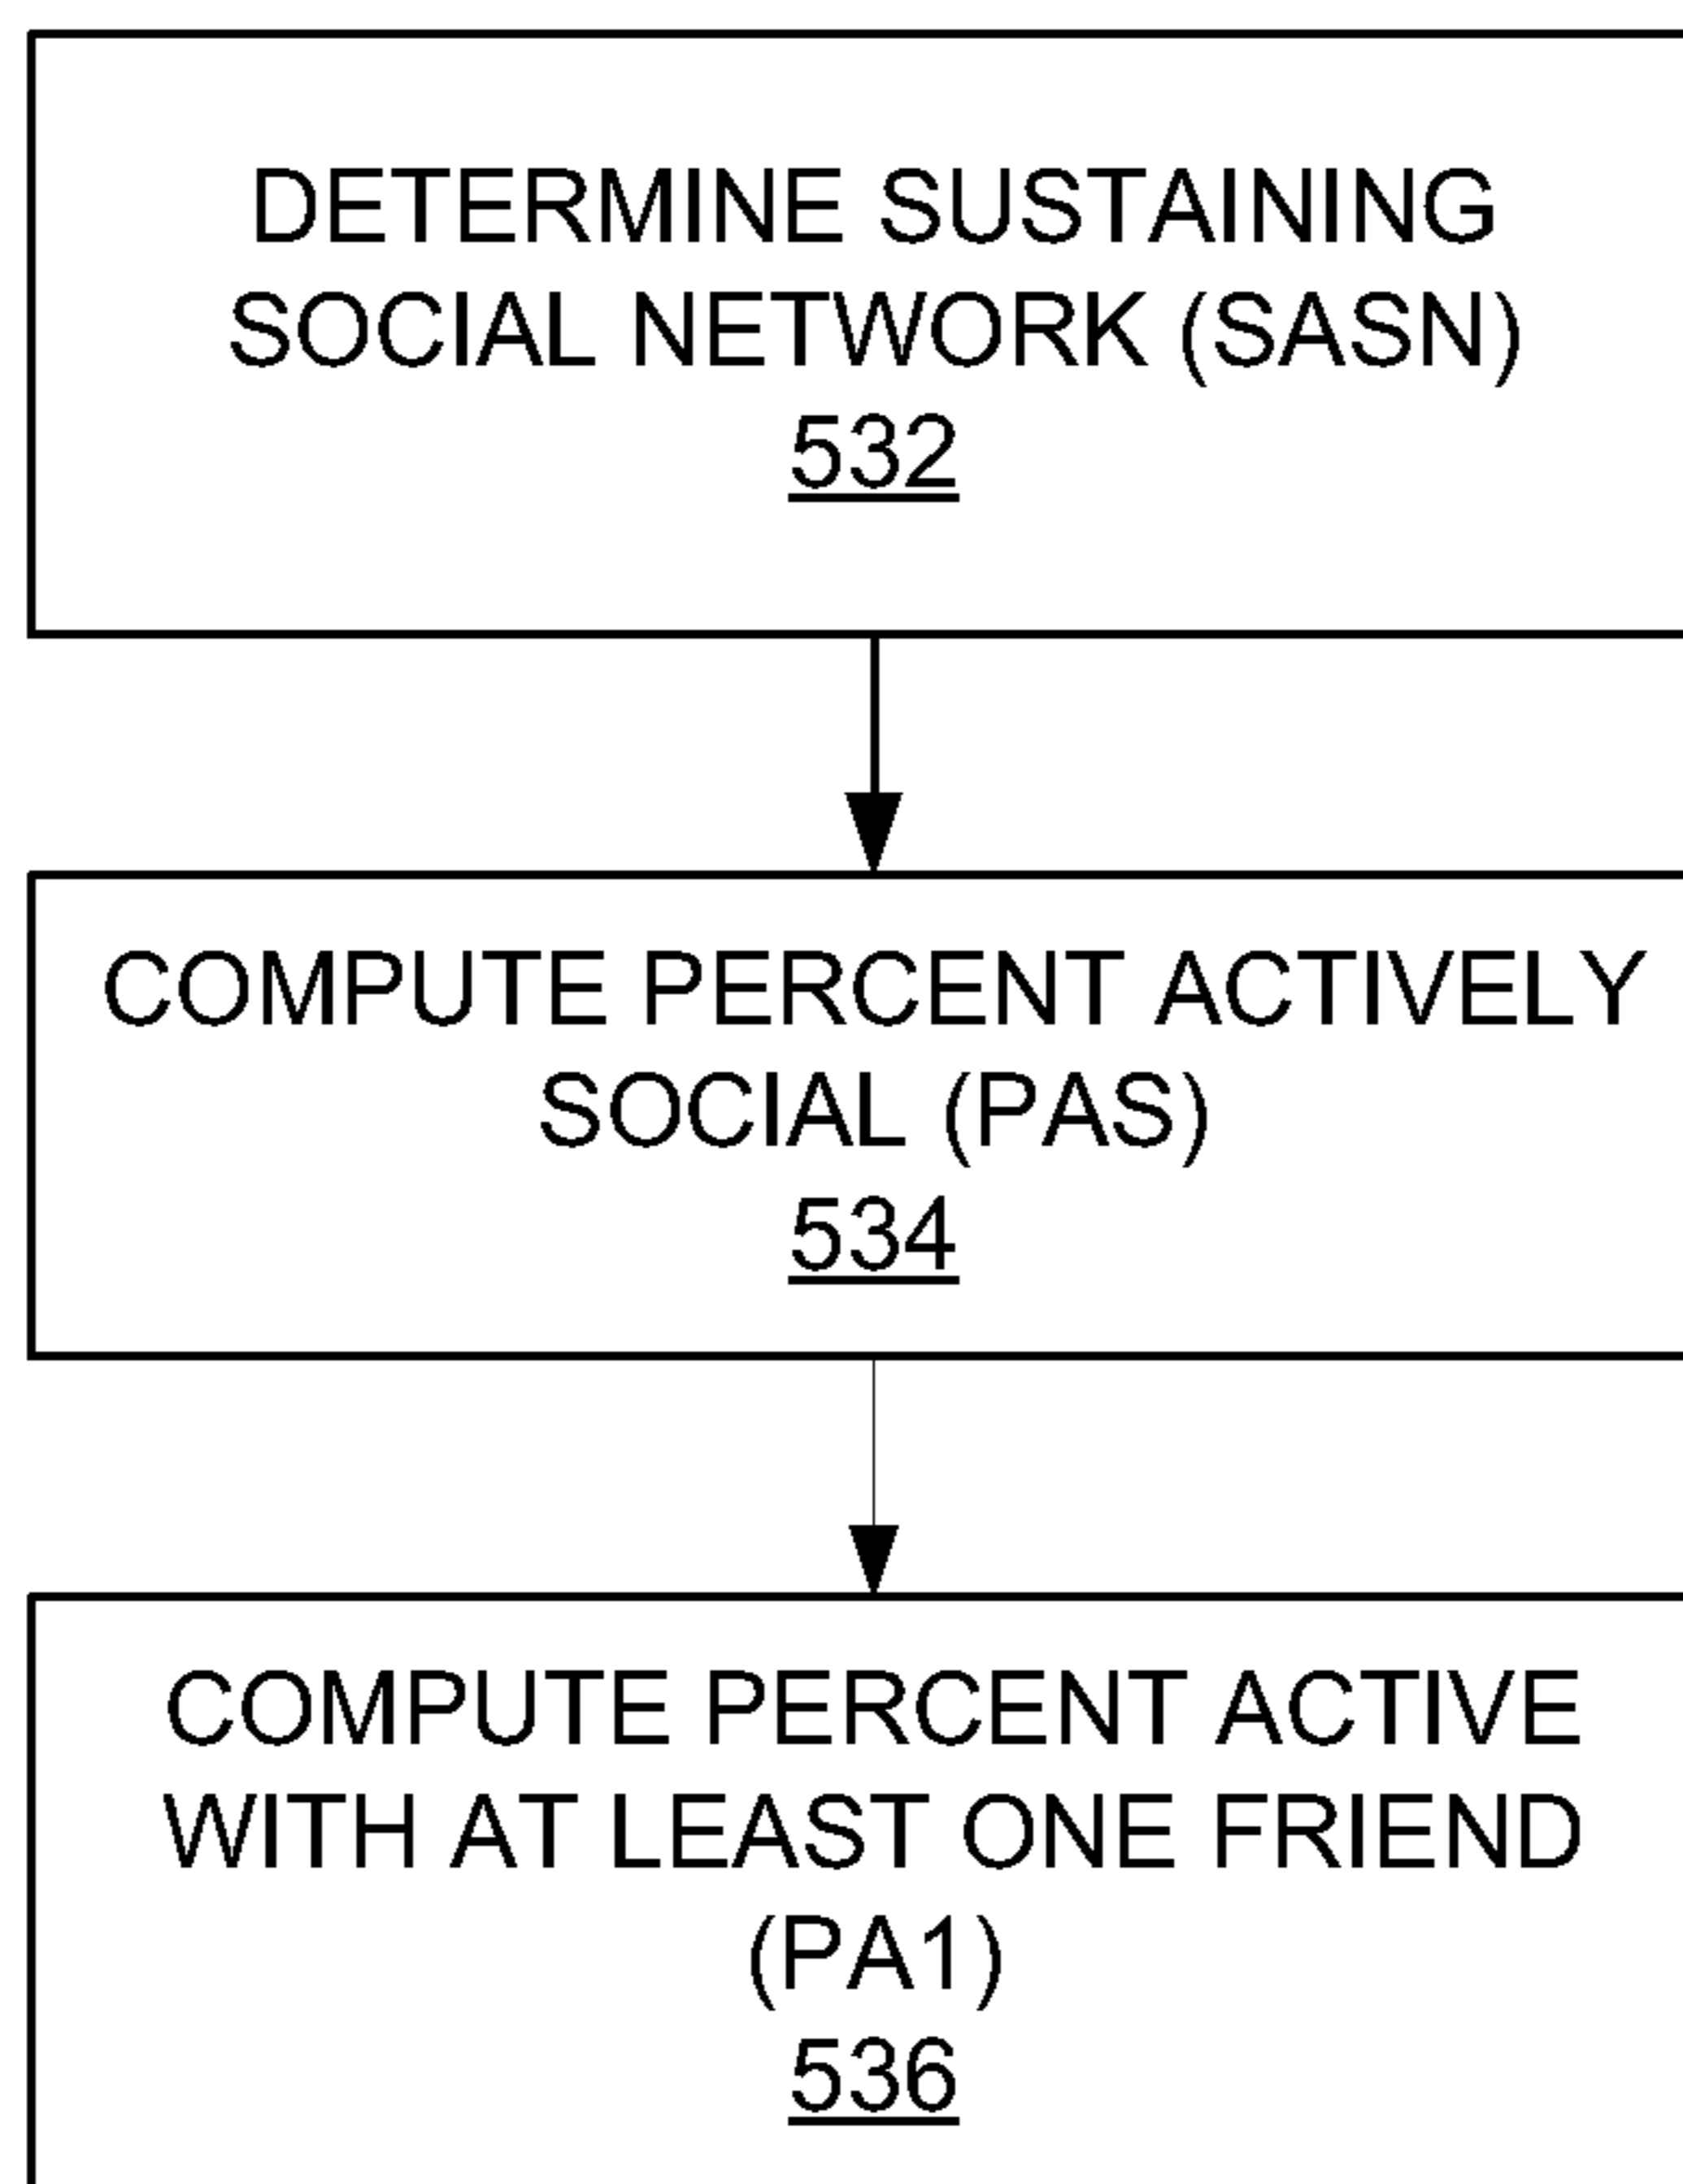 DETERMINE SUSTAINING
SOCIAL NETWORK (SASN)
532
COMPUTE PERCENT ACTIVELY
SOCIAL (PAS)
534
COMPUTE PERCENT ACTIVE
WITH AT LEAST ONE FRIEND
(PA1)
536